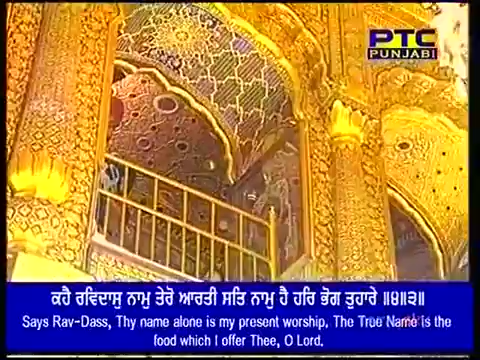 PTC
PUNJABI
ਕਹੈ ਰਵਿਦਾਸੁ ਨਾਮੁ ਤੇਰੋ ਆਰਤੀ ਸਤਿ ਨਾਮੁ ਹੈ ਹਰਿ ਭੋਗ ਤੁਹਾਰੇ ॥੪॥੩॥
Says Rav-Dass, Thy name alone is my present worship. The True Name is the
food which I offer Thee, O Lord.